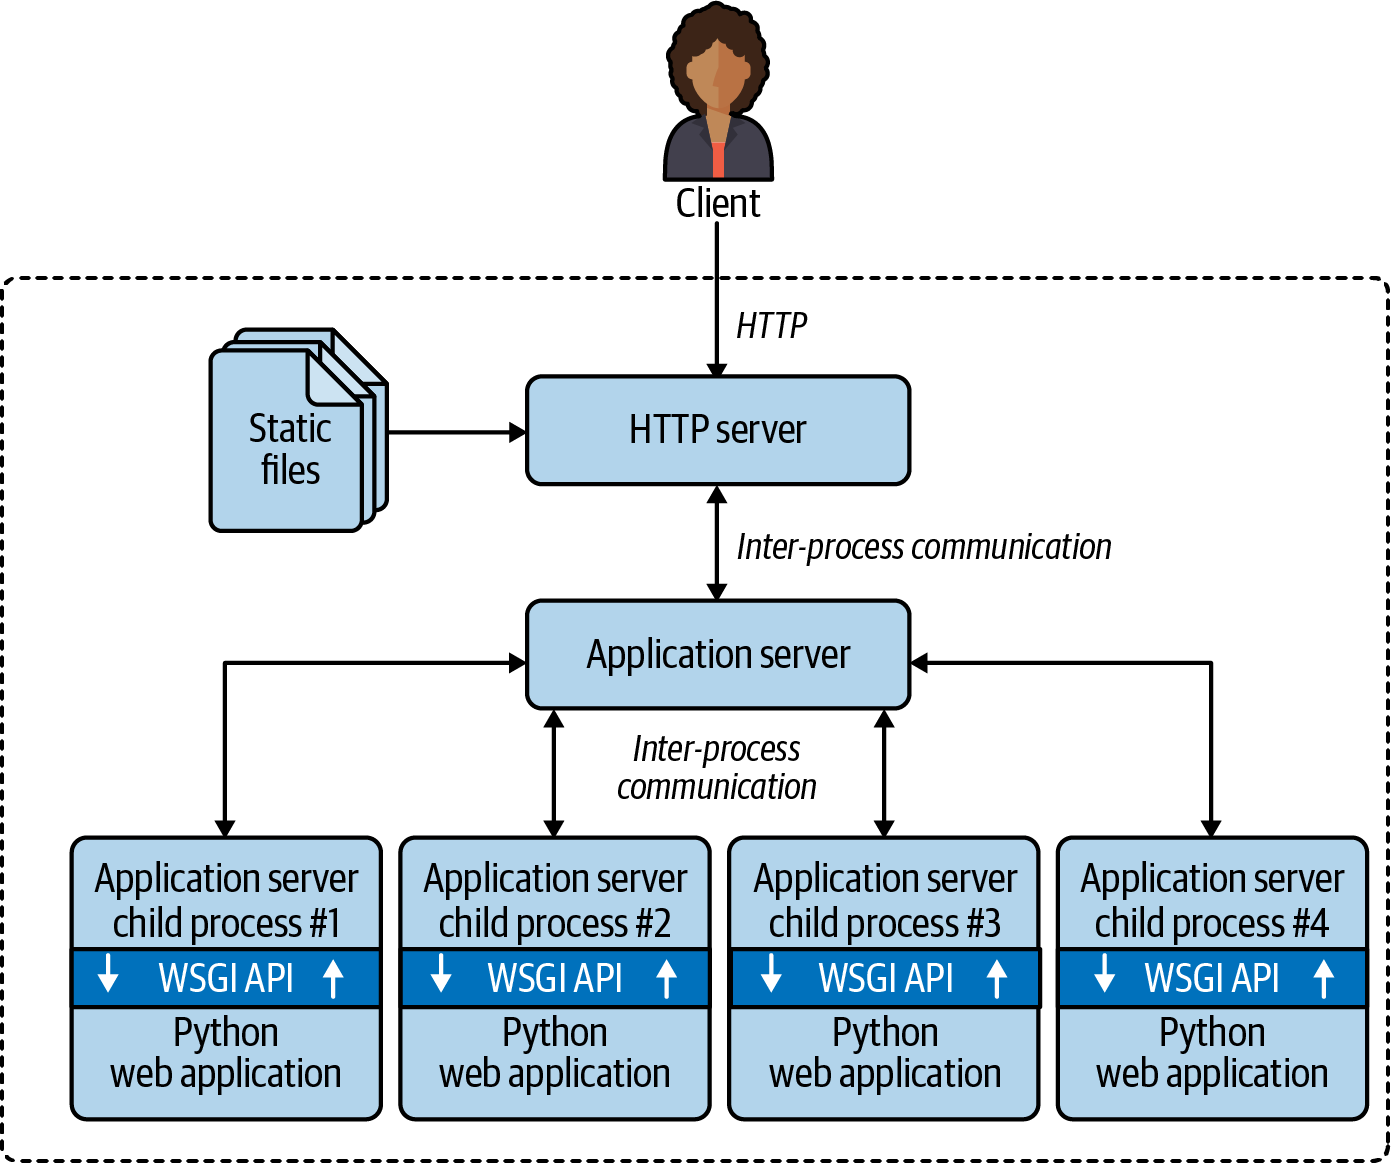 Client
HTTP
Static
files
HTTP server
Inter-process communication
Application server
Inter-process
communication
Application server
child process #1
WSGI API
Python
web application
Application server
child process #2
WSGI API
Python
web application
Application server
child process #3
WSGI API
Python
web application
Application server
child process #4
WSGI API
Python
web application